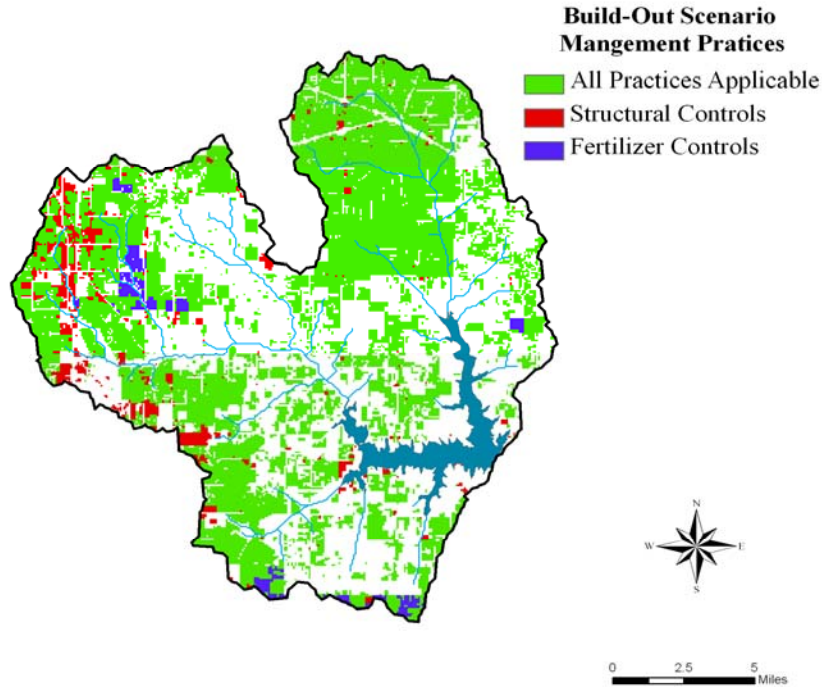 Build-Out Scenario
Mangement Pratices
All Practices Applicable
Structural Controls
Fertilizer Controls
N
W E
S
0 2.5 5
Miles